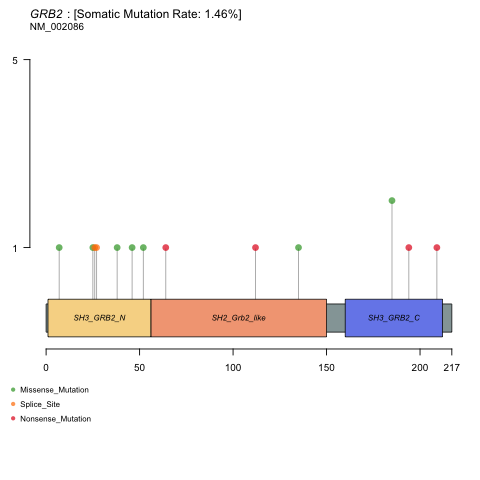 GRB2 : [Somatic Mutation Rate: 1.46%]
NM_002086
5
1
SH3_GRB2_N SH2_Grb2_like SH3_GRB2_C
0 50 100 150 200 217
Missense_Mutation
Splice_Site
Nonsense_Mutation